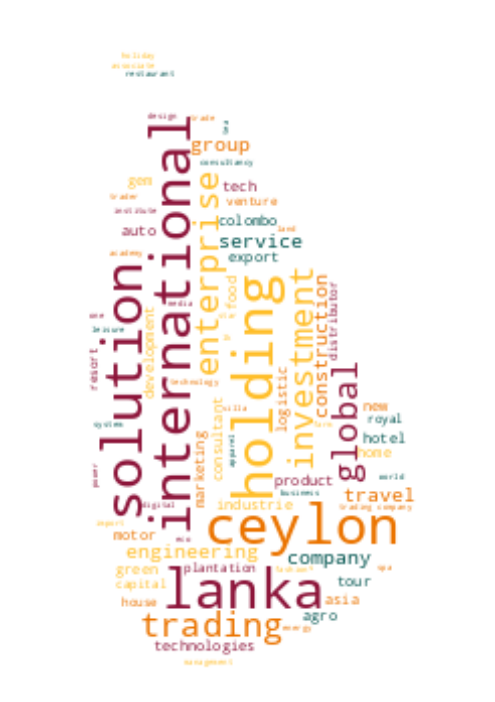 holiday
associate
restaurant
design
trade
international
group
consultancy
gem
enterprise
tech
trader
venture
institute
colombo
auto
land
service
academy
export
solution
holding
investment
construction
distributor
food
media
development
one
leisure
resort
technology
global
logistic
consultant
villa
new
royal
farm
system
marketing
apparel
hotel
home
power
product
world
business
travel
digital
industrie
trading company
ceylon
import
motor
eco
engineering
company
green
plantation
fashion
spa
capital
tour
lanka
house
asia
agro
trading
energy
technologies
management